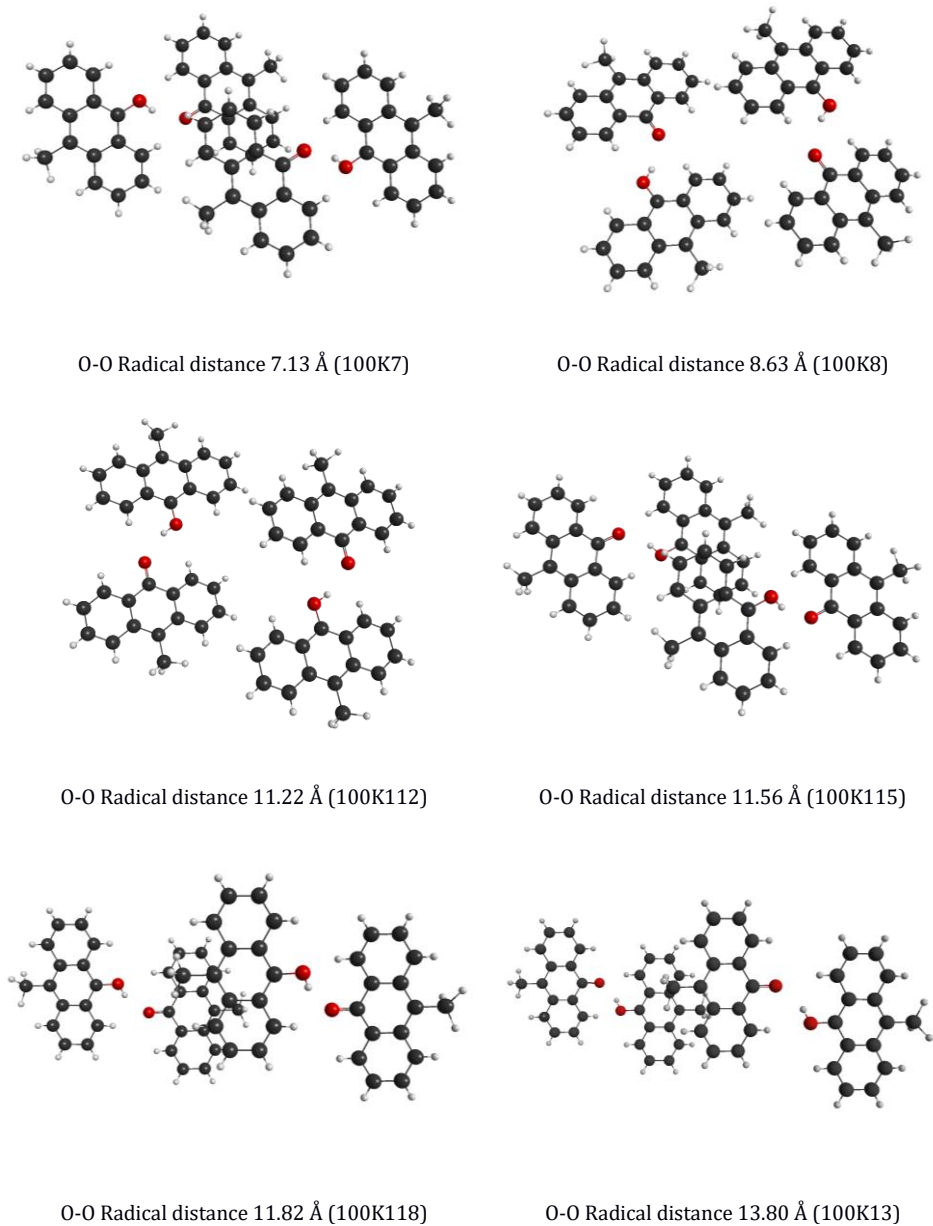 O-O Radical distance 7.13 Å (100K7)
O-O Radical distance 8.63 Å (100K8)
O-O Radical distance 11.22 Å (100K112)
O-O Radical distance 11.56 Å (100K115)
O-O Radical distance 11.82 Å (100K118)
O-O Radical distance 13.80 Å (100K13)